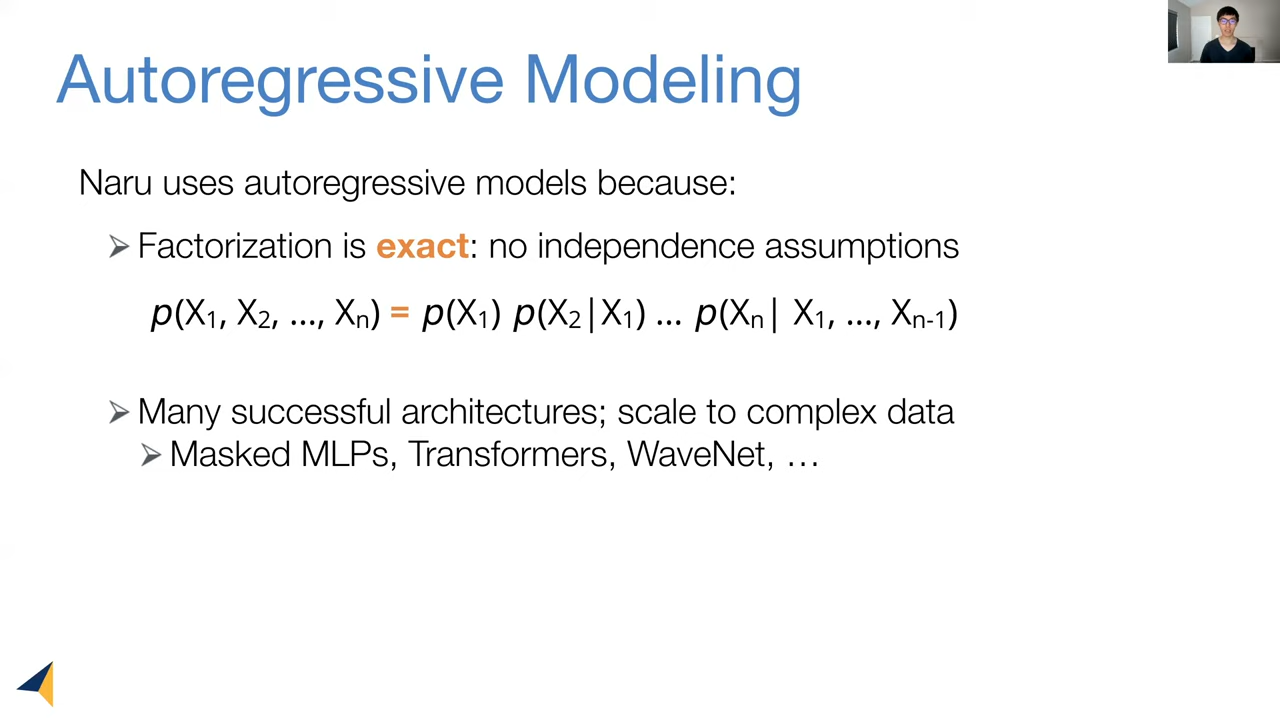 Autoregressive Modeling
Naru uses autoregressive models because:
➢ Factorization is exact: no independence assumptions
p(X₁, X₂, ..., Xₙ) = p(X₁) p(X₂|X₁) ... p(Xₙ| X₁, ..., Xₙ₋₁)
➢ Many successful architectures; scale to complex data
➢ Masked MLPs, Transformers, WaveNet, …